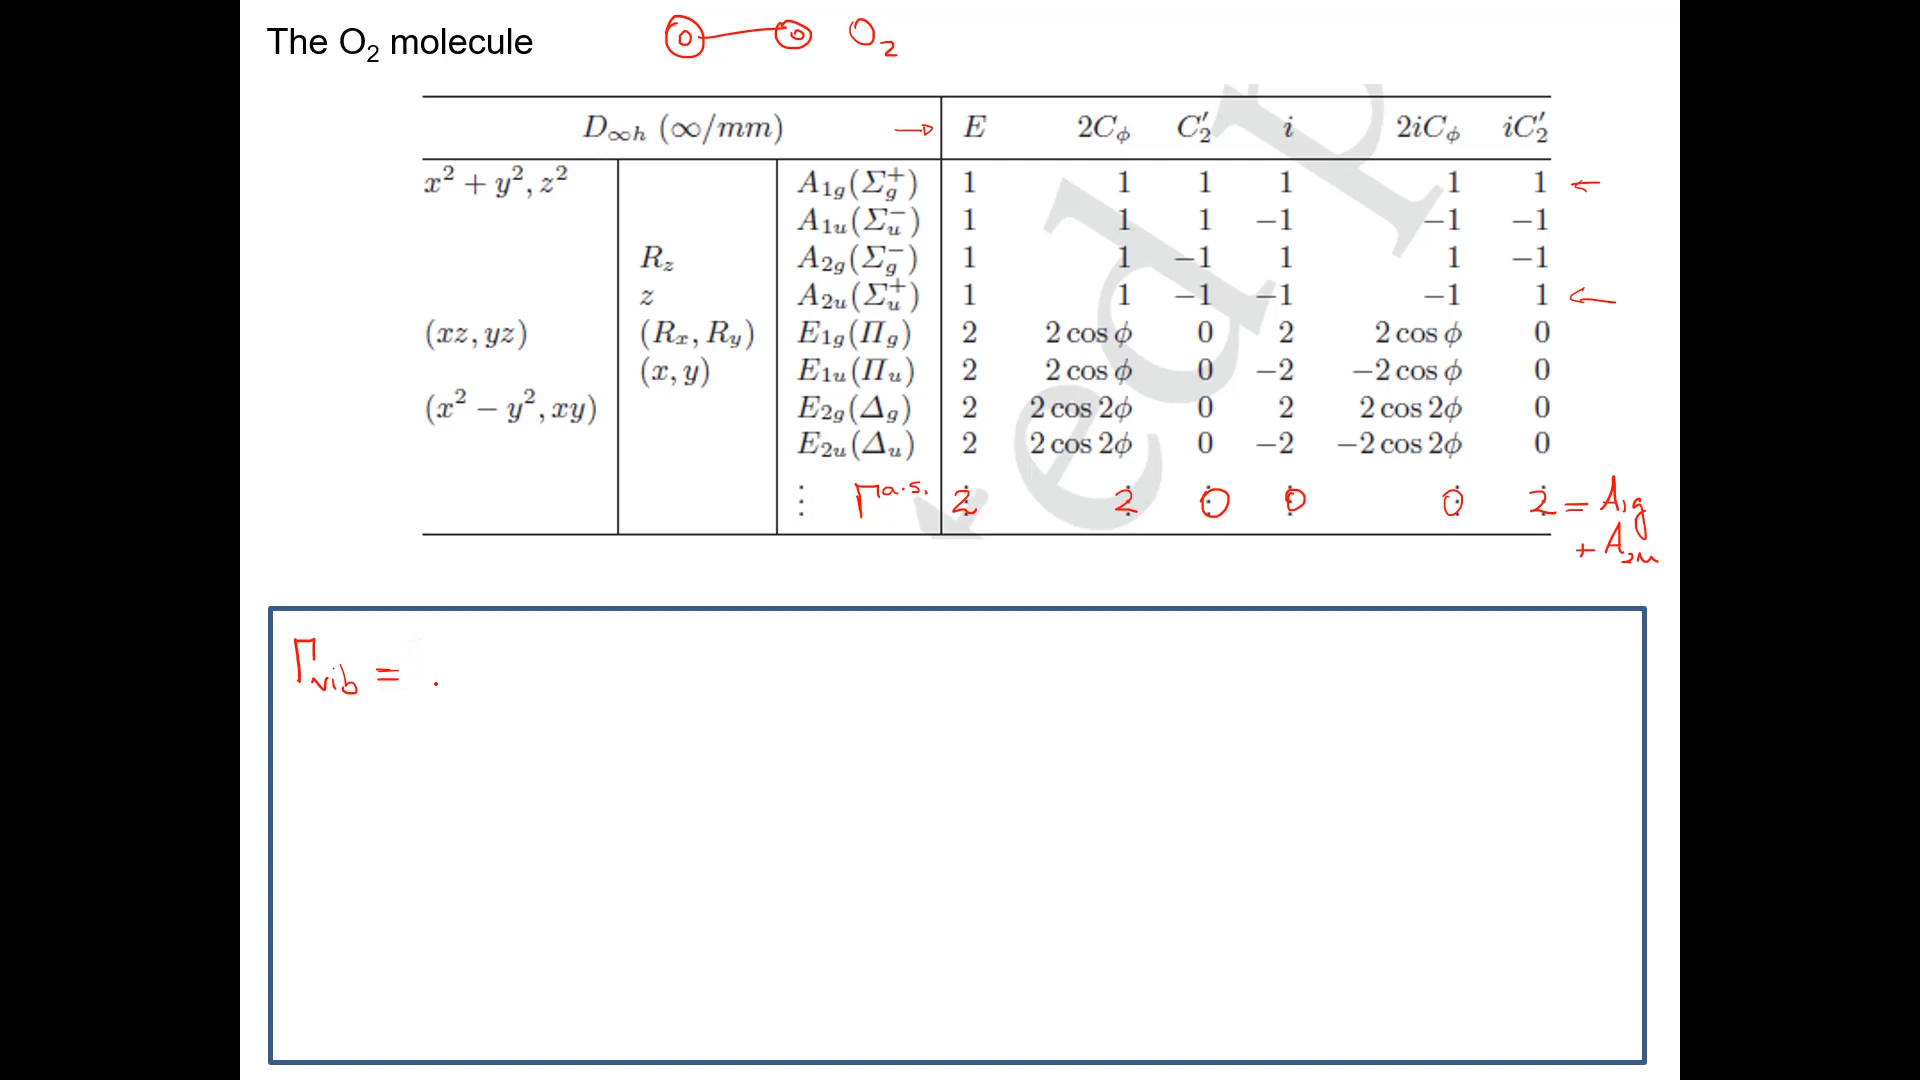 The O₂ molecule O₂
D∞h (∞/mm) → E 2Cϕ C′₂ i 2iCϕ iC′₂
x² + y², z² A₁g(Σg⁺) 1 1 1 1 1 1 ←
A₁u(Σu⁻) 1 1 1 −1 −1 −1
Rz A₂g(Σg⁻) 1 1 −1 1 1 −1
z A₂u(Σu⁺) 1 1 −1 −1 −1 1 ←
(xz, yz) (Rx, Ry) E₁g(Πg) 2 2 cos ϕ 0 2 2 cos ϕ 0
(x, y) E₁u(Πu) 2 2 cos ϕ 0 −2 −2 cos ϕ 0
(x² − y², xy) E₂g(Δg) 2 2 cos 2ϕ 0 2 2 cos 2ϕ 0
E₂u(Δu) 2 2 cos 2ϕ 0 −2 −2 cos 2ϕ 0
⋮ Γᵃ·ˢ· 2 2 0 0 0 2 = A₁g
+ A₂u
Γvib = .